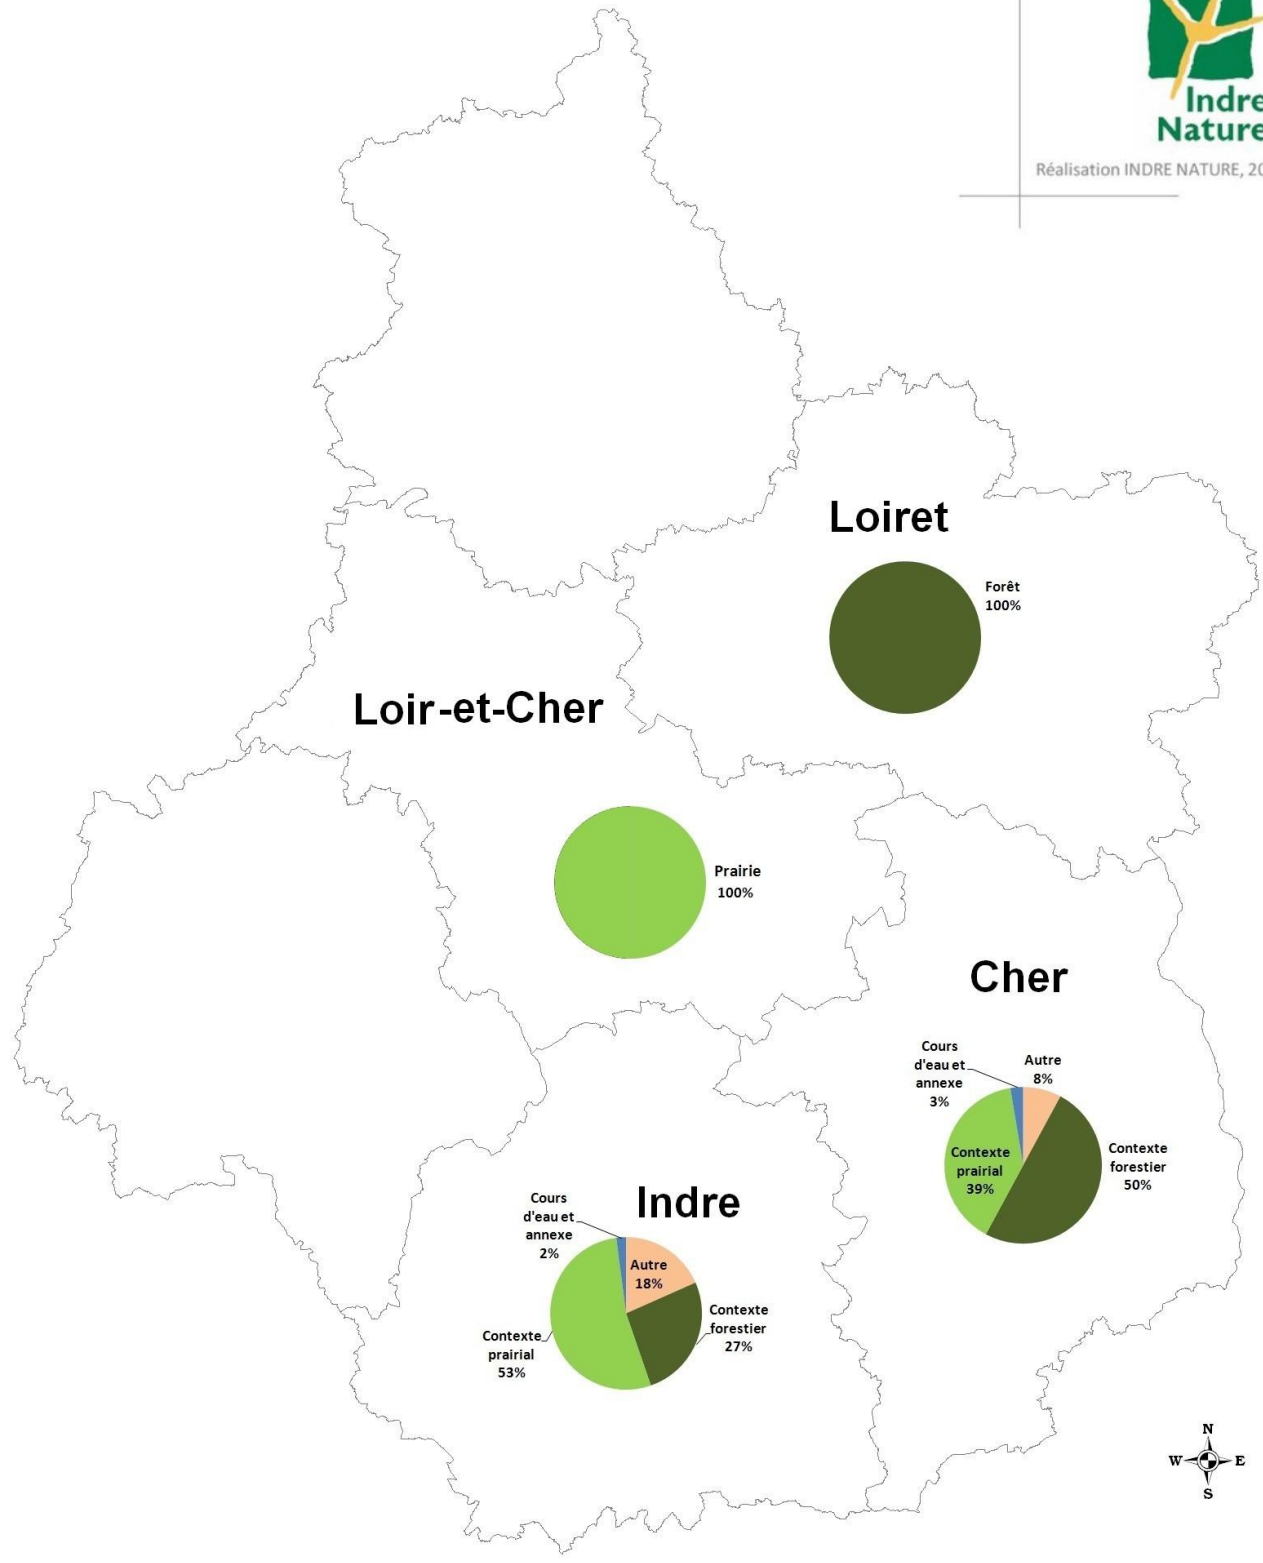 Indre
Nature
Réalisation INDRE NATURE, 20
Loiret
Forêt
100%
Loir-et-Cher
Prairie
100%
Cher
Cours
d'eau et
annexe
3%
Autre
8%
Contexte
prairial
39%
Contexte
forestier
50%
Indre
Cours
d'eau et
annexe
2%
Autre
18%
Contexte
forestier
27%
Contexte
prairial
53%
N
W E
S